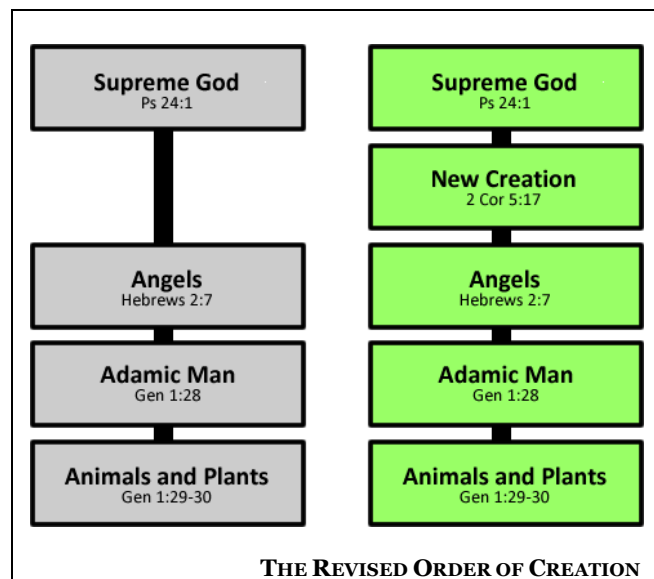 Supreme God
Ps 24:1
Angels
Hebrews 2:7
Adamic Man
Gen 1:28
Animals and Plants
Gen 1:29-30
Supreme God
Ps 24:1
New Creation
2 Cor 5:17
Angels
Hebrews 2:7
Adamic Man
Gen 1:28
Animals and Plants
Gen 1:29-30
THE REVISED ORDER OF CREATION